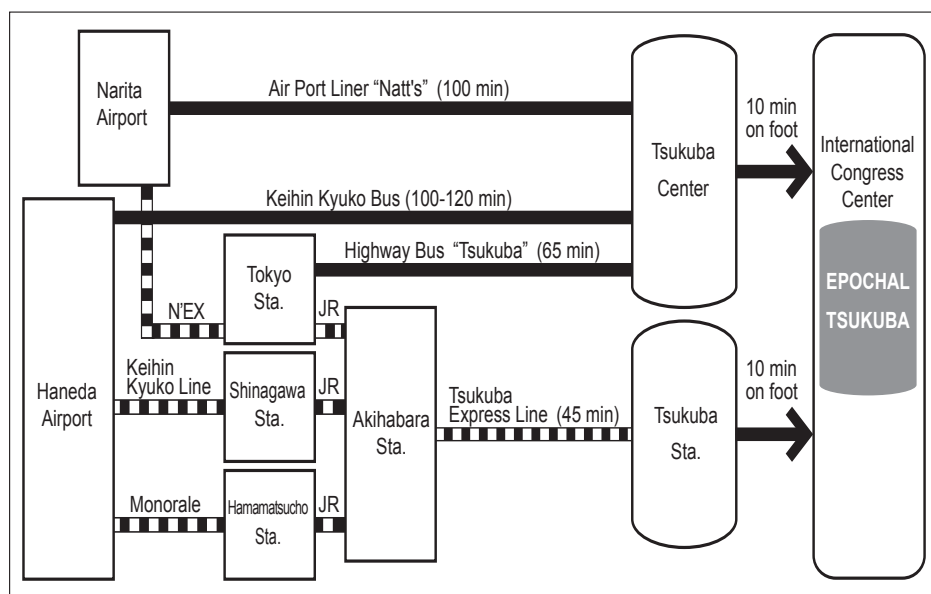 Narita
Airport
Air Port Liner “Natt's” (100 min)
10 min
on foot
Tsukuba
Center
International
Congress
Center
Keihin Kyuko Bus (100-120 min)
Highway Bus “Tsukuba” (65 min)
Tokyo
Sta.
EPOCHAL
TSUKUBA
N'EX
JR
Haneda
Airport
Keihin
Kyuko Line
Shinagawa
Sta.
JR
Akihabara
Sta.
Tsukuba
Express Line (45 min)
Tsukuba
Sta.
10 min
on foot
Monorale
Hamamatsucho
Sta.
JR